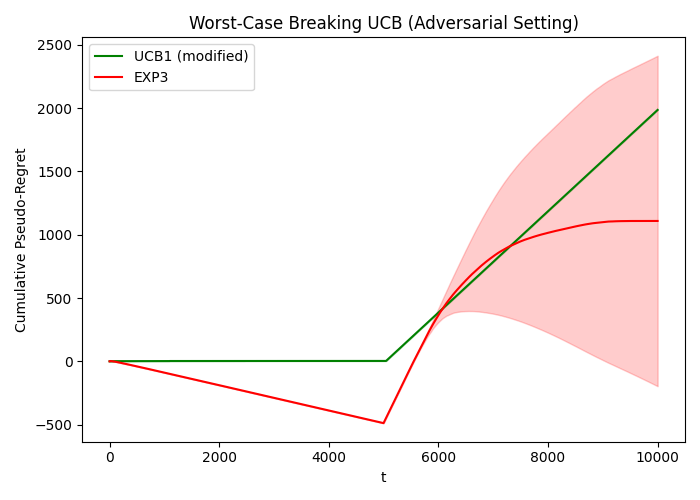 Worst-Case Breaking UCB (Adversarial Setting)
UCB1 (modified)
EXP3
Cumulative Pseudo-Regret
2500
2000
1500
1000
500
0
−500
0 2000 4000 6000 8000 10000
t